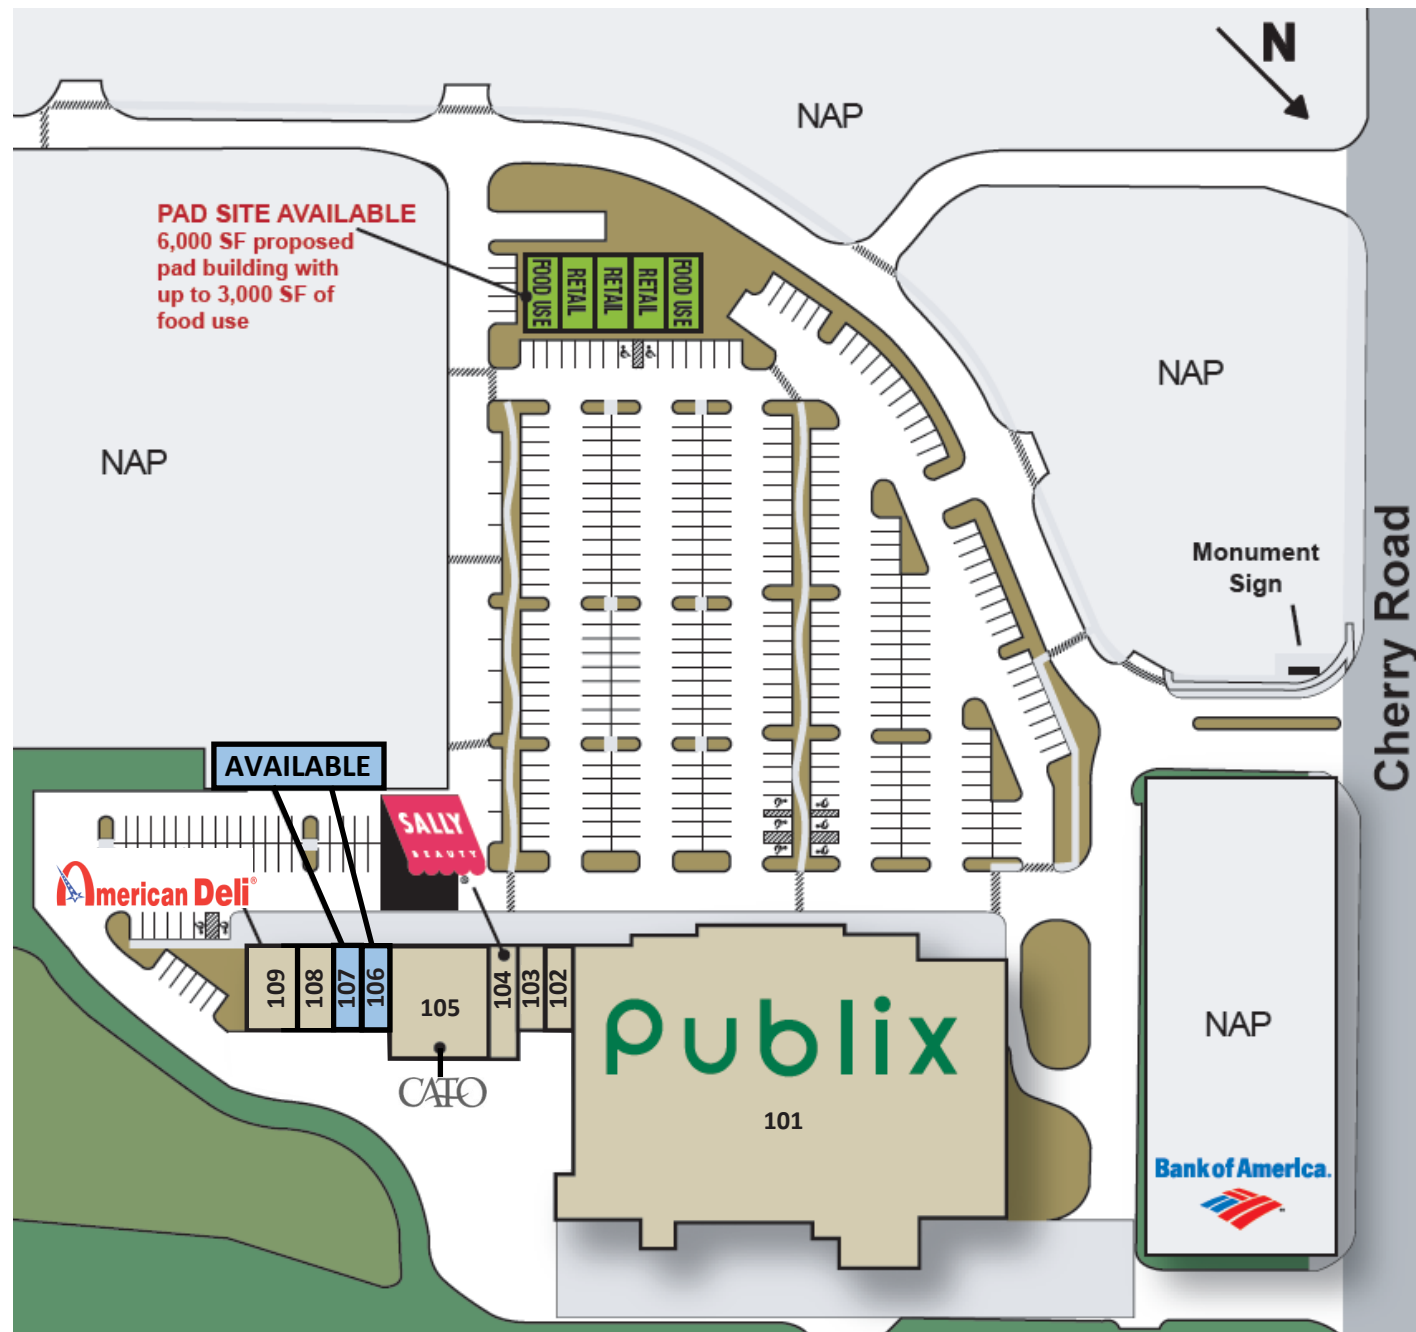 N
NAP
PAD SITE AVAILABLE
6,000 SF proposed
pad building with
up to 3,000 SF of
food use
FOOD USE
RETAIL
RETAIL
RETAIL
FOOD USE
NAP
NAP
Monument
Sign
Cherry Road
AVAILABLE
SALLY
BEAUTY
American Deli®
109
108
107
106
105
104
103
102
CATO
Publix
101
NAP
Bank of America.